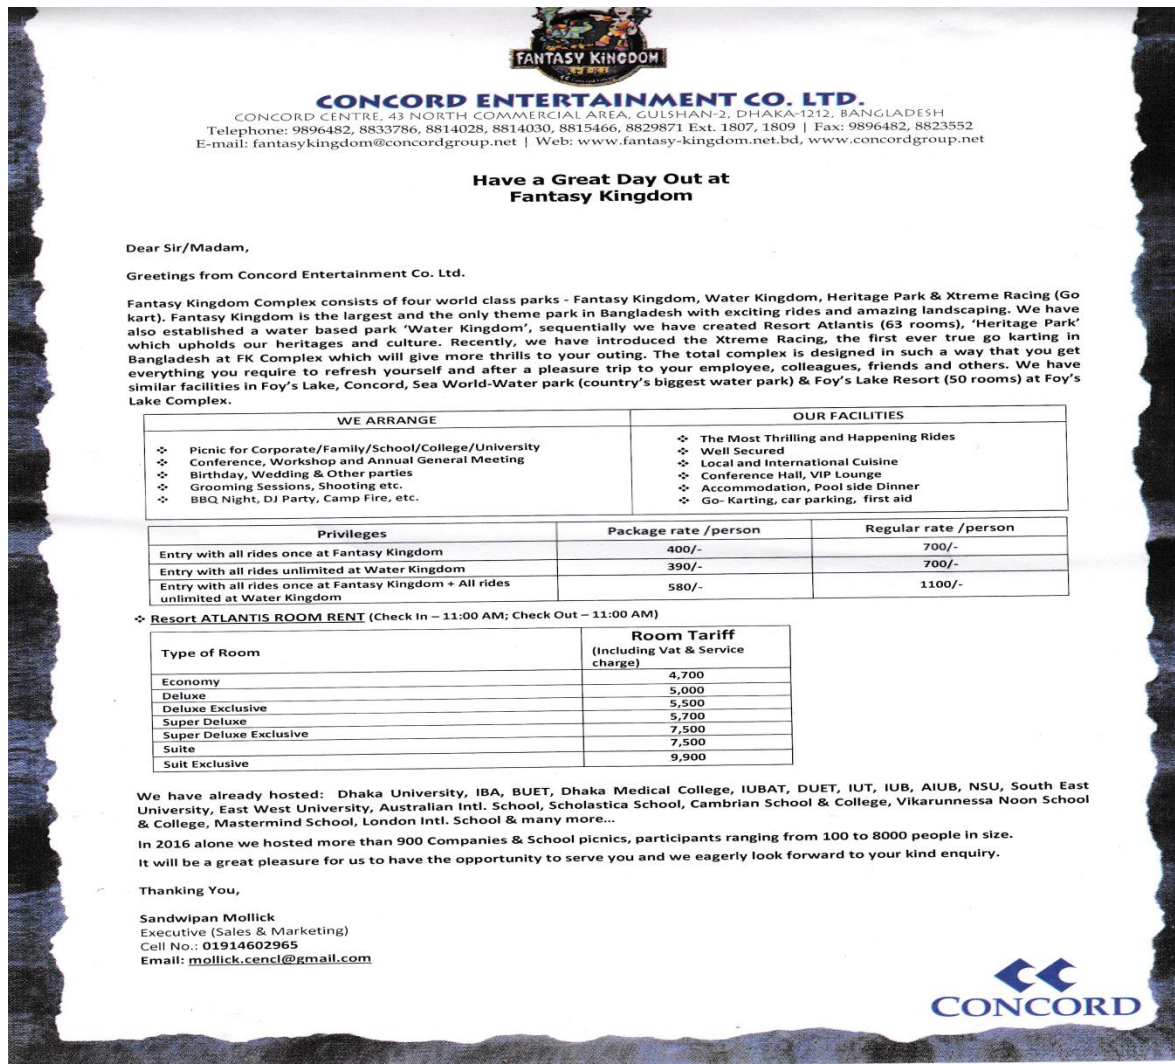 FANTASY KINGDOM
CONCORD ENTERTAINMENT CO. LTD.
CONCORD CENTRE, 43 NORTH COMMERCIAL AREA, GULSHAN-2, DHAKA-1212, BANGLADESH
Telephone: 9896482, 8833786, 8814028, 8814030, 8815466, 8829871 Ext. 1807, 1809 | Fax: 9896482, 8823552
E-mail: fantasykingdom@concordgroup.net | Web: www.fantasy-kingdom.net.bd, www.concordgroup.net
Have a Great Day Out at
Fantasy Kingdom
Dear Sir/Madam,
Greetings from Concord Entertainment Co. Ltd.
Fantasy Kingdom Complex consists of four world class parks - Fantasy Kingdom, Water Kingdom, Heritage Park & Xtreme Racing (Go
kart). Fantasy Kingdom is the largest and the only theme park in Bangladesh with exciting rides and amazing landscaping. We have
also established a water based park ‘Water Kingdom’, sequentially we have created Resort Atlantis (63 rooms), ‘Heritage Park’
which upholds our heritages and culture. Recently, we have introduced the Xtreme Racing, the first ever true go karting in
Bangladesh at FK Complex which will give more thrills to your outing. The total complex is designed in such a way that you get
everything you require to refresh yourself and after a pleasure trip to your employee, colleagues, friends and others. We have
similar facilities in Foy’s Lake, Concord, Sea World-Water park (country’s biggest water park) & Foy’s Lake Resort (50 rooms) at Foy’s
Lake Complex.
WE ARRANGE
❖ Picnic for Corporate/Family/School/College/University
❖ Conference, Workshop and Annual General Meeting
❖ Birthday, Wedding & Other parties
❖ Grooming Sessions, Shooting etc.
❖ BBQ Night, DJ Party, Camp Fire, etc.
OUR FACILITIES
❖ The Most Thrilling and Happening Rides
❖ Well Secured
❖ Local and International Cuisine
❖ Conference Hall, VIP Lounge
❖ Accommodation, Pool side Dinner
❖ Go- Karting, car parking, first aid
Privileges Package rate /person Regular rate /person
Entry with all rides once at Fantasy Kingdom 400/- 700/-
Entry with all rides unlimited at Water Kingdom 390/- 700/-
Entry with all rides once at Fantasy Kingdom + All rides
unlimited at Water Kingdom 580/- 1100/-
❖ Resort ATLANTIS ROOM RENT (Check In – 11:00 AM; Check Out – 11:00 AM)
Type of Room Room Tariff
(Including Vat & Service
charge)
Economy 4,700
Deluxe 5,000
Deluxe Exclusive 5,500
Super Deluxe 5,700
Super Deluxe Exclusive 7,500
Suite 7,500
Suit Exclusive 9,900
We have already hosted: Dhaka University, IBA, BUET, Dhaka Medical College, IUBAT, DUET, IUT, IUB, AIUB, NSU, South East
University, East West University, Australian Intl. School, Scholastica School, Cambrian School & College, Vikarunnessa Noon School
& College, Mastermind School, London Intl. School & many more...
In 2016 alone we hosted more than 900 Companies & School picnics, participants ranging from 100 to 8000 people in size.
It will be a great pleasure for us to have the opportunity to serve you and we eagerly look forward to your kind enquiry.
Thanking You,
Sandwipan Mollick
Executive (Sales & Marketing)
Cell No.: 01914602965
Email: mollick.cencl@gmail.com
CONCORD